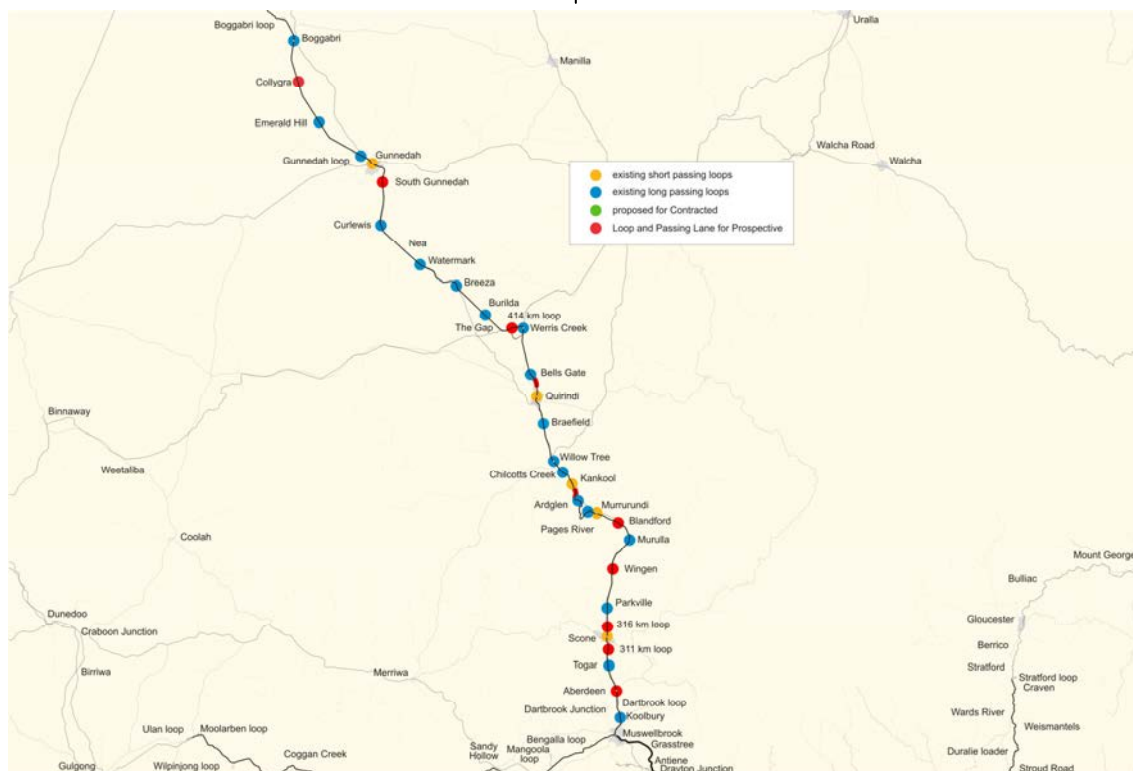 Boggabri loop
Uralla
Boggabri
Manilla
Collygra
Emerald Hill
Walcha Road
Gunnedah
Gunnedah loop
Walcha
existing short passing loops
existing long passing loops
proposed for Contracted
Loop and Passing Lane for Prospective
South Gunnedah
Curlewis
Nea
Watermark
Breeza
Burilda
414 km loop
The Gap
Werris Creek
Bells Gate
Quirindi
Binnaway
Braefield
Willow Tree
Weetaliba
Chilcotts Creek
Kankool
Ardglen
Murrurundi
Pages River
Blandford
Coolah
Murulla
Mount George
Wingen
Bulliac
Parkville
Dunedoo
Gloucester
316 km loop
Craboon Junction
Scone
Berrico
311 km loop
Birriwa
Togar
Stratford
Merriwa
Stratford loop
Aberdeen
Craven
Dartbrook loop
Dartbrook Junction
Koolbury
Wards River
Ulan loop
Moolarben loop
Muswellbrook
Weismantels
Bengalla loop
Grasstree
Sandy
Hollow
Mangoola
loop
Coggan Creek
Duralie loader
Antiene
Gulgong
Wilpinjong loop
Drayton Junction
Stroud Road